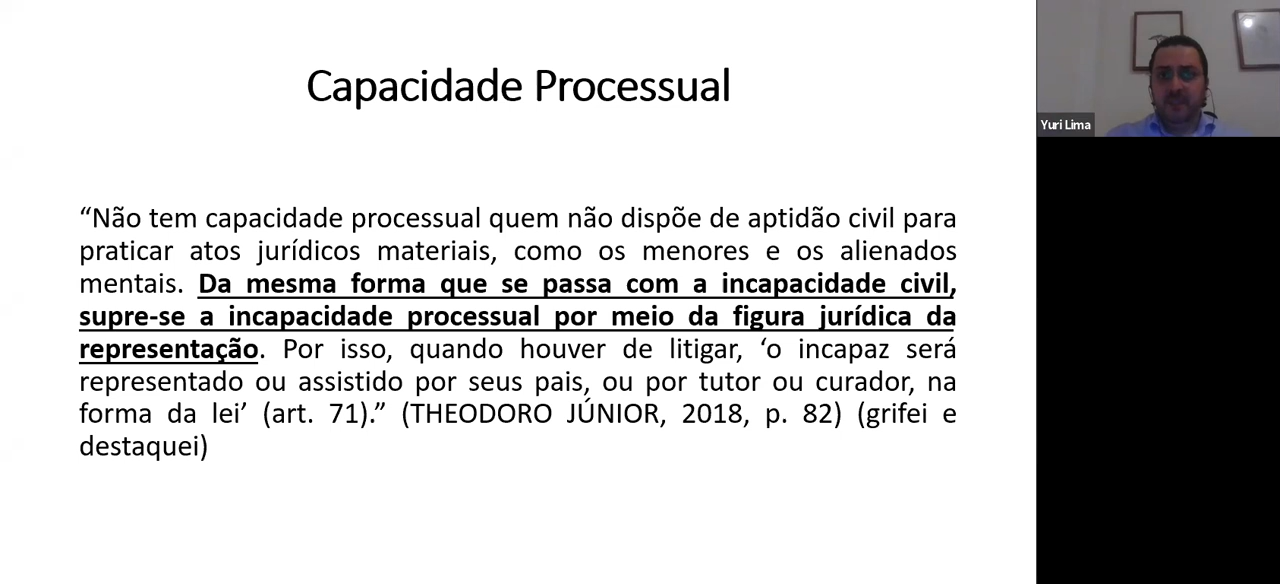 Capacidade Processual
Yuri Lima
“Não tem capacidade processual quem não dispõe de aptidão civil para
praticar atos jurídicos materiais, como os menores e os alienados
mentais. Da mesma forma que se passa com a incapacidade civil,
supre-se a incapacidade processual por meio da figura jurídica da
representação. Por isso, quando houver de litigar, ‘o incapaz será
representado ou assistido por seus pais, ou por tutor ou curador, na
forma da lei’ (art. 71).” (THEODORO JÚNIOR, 2018, p. 82) (grifei e
destaquei)